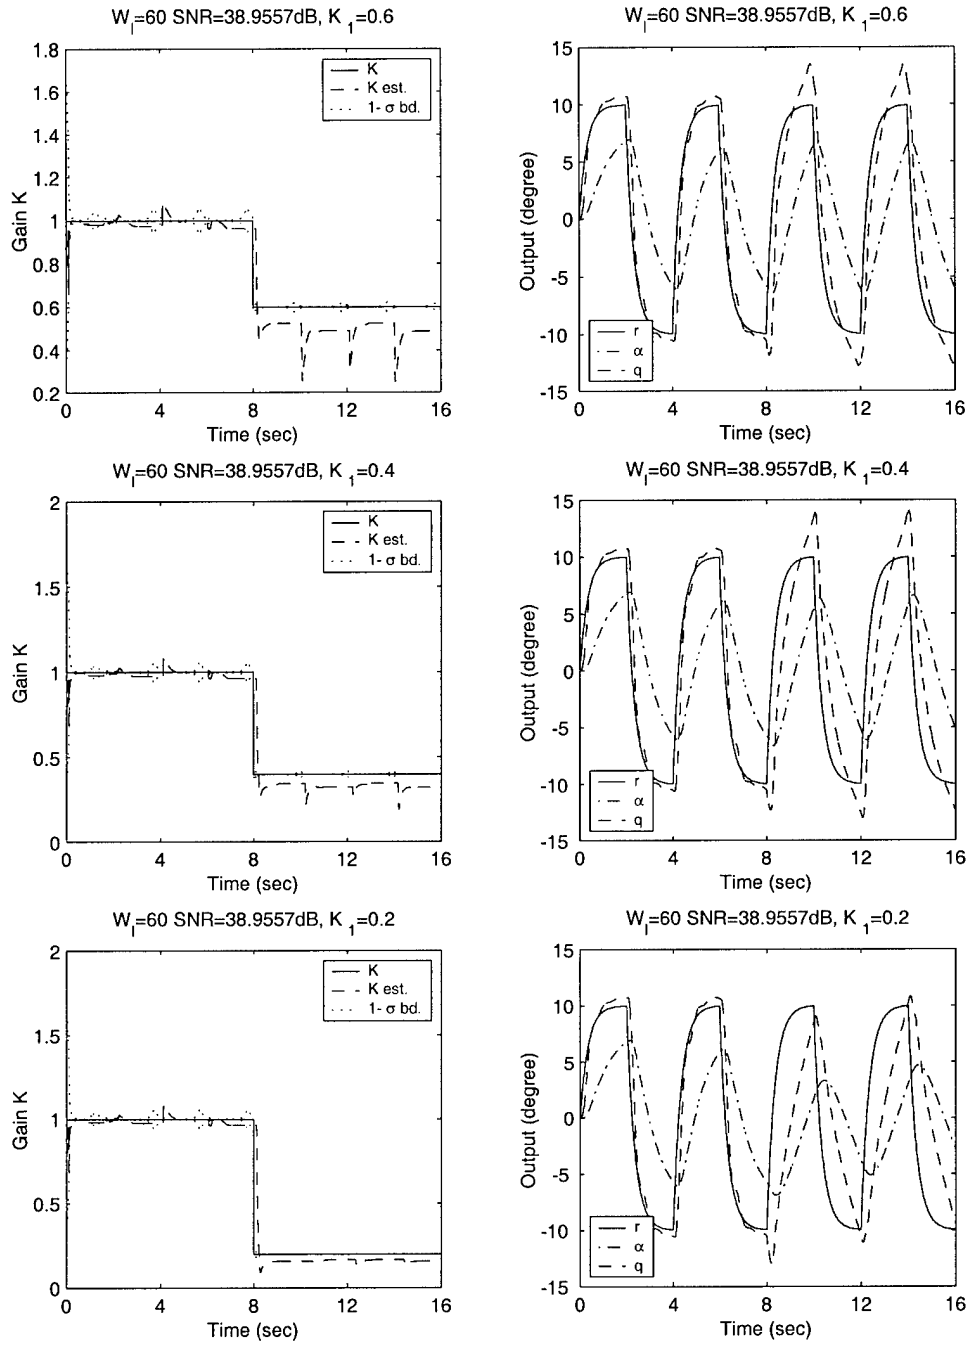 W_l=60 SNR=38.9557dB, K_1=0.6
1.8
1.6
1.4
1.2
1
0.8
0.6
0.4
0.2
Gain K
K
K est.
1- σ bd.
0 4 8 12 16
Time (sec)
W_l=60 SNR=38.9557dB, K_1=0.6
15
10
5
0
-5
-10
-15
Output (degree)
r
α
q
0 4 8 12 16
Time (sec)
W_l=60 SNR=38.9557dB, K_1=0.4
2
1.5
1
0.5
0
Gain K
K
K est.
1- σ bd.
0 4 8 12 16
Time (sec)
W_l=60 SNR=38.9557dB, K_1=0.4
15
10
5
0
-5
-10
-15
Output (degree)
r
α
q
0 4 8 12 16
Time (sec)
W_l=60 SNR=38.9557dB, K_1=0.2
2
1.5
1
0.5
0
Gain K
K
K est.
1- σ bd.
0 4 8 12 16
Time (sec)
W_l=60 SNR=38.9557dB, K_1=0.2
15
10
5
0
-5
-10
-15
Output (degree)
r
α
q
0 4 8 12 16
Time (sec)